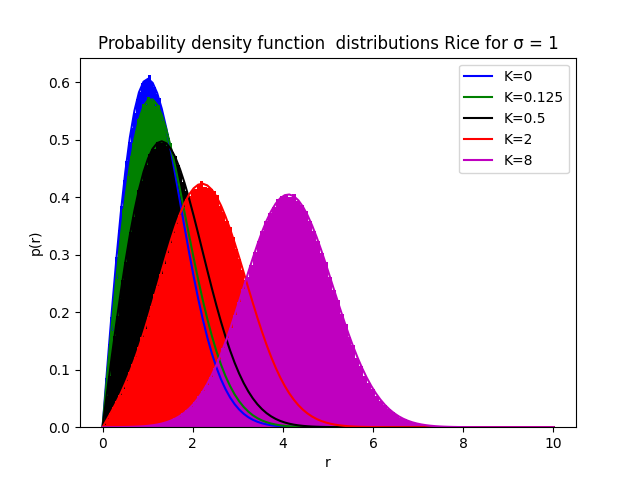 Probability density function  distributions Rice for σ = 1
K=0
K=0.125
K=0.5
K=2
K=8
p(r)
0.6
0.5
0.4
0.3
0.2
0.1
0.0
0 2 4 6 8 10
r